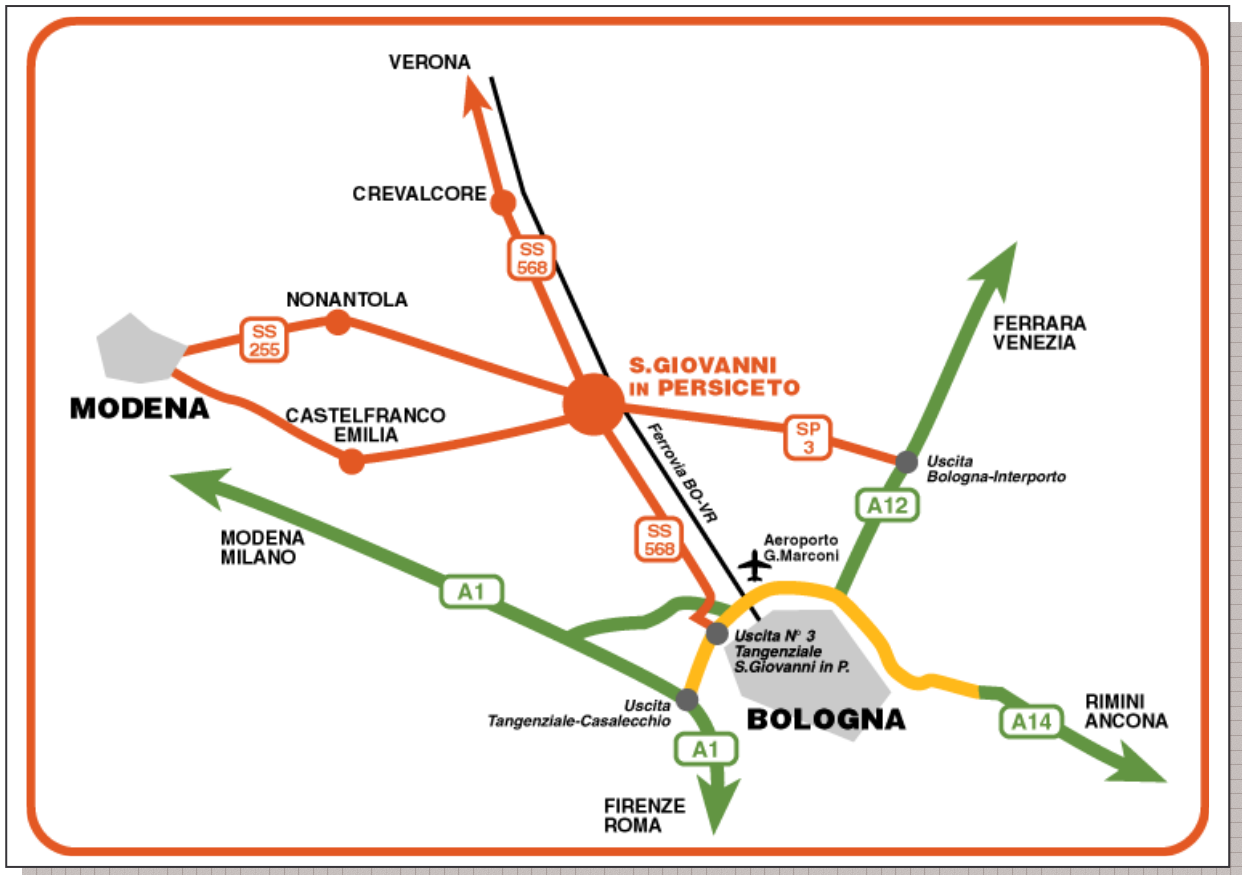 VERONA
CREVALCORE
SS
568
NONANTOLA
SS
255
MODENA
CASTELFRANCO
EMILIA
S.GIOVANNI
IN PERSICETO
FERRARA
VENEZIA
SP
3
Uscita
Bologna-Interporto
A12
Ferrovia BO-VR
SS
568
Aeroporto
G.Marconi
MODENA
MILANO
A1
Uscita N° 3
Tangenziale
S.Giovanni in P.
Uscita
Tangenziale-Casalecchio
BOLOGNA
A1
A14
RIMINI
ANCONA
FIRENZE
ROMA